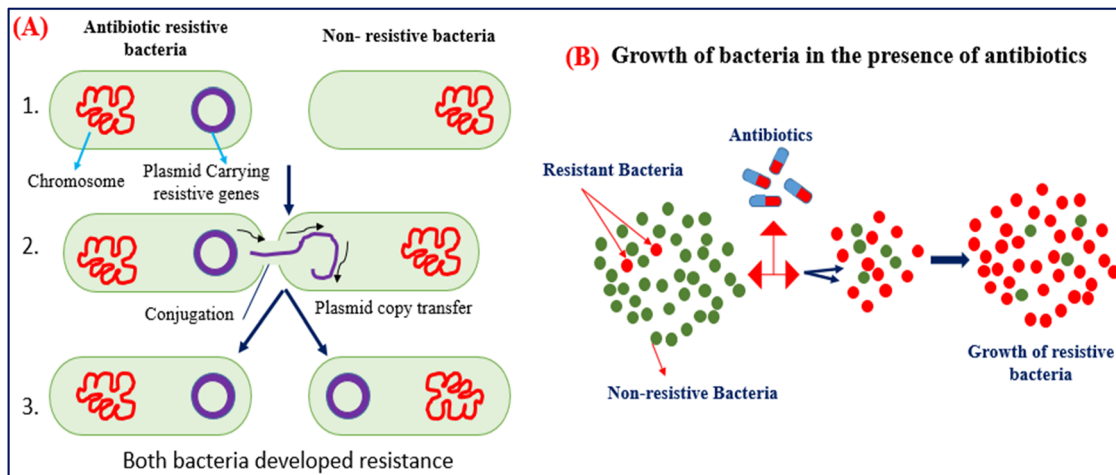 (A)
Antibiotic resistive
bacteria
Non- resistive bacteria
1.
Chromosome
Plasmid Carrying
resistive genes
2.
Conjugation
Plasmid copy transfer
3.
Both bacteria developed resistance
(B) Growth of bacteria in the presence of antibiotics
Antibiotics
Resistant Bacteria
Non-resistive Bacteria
Growth of resistive
bacteria